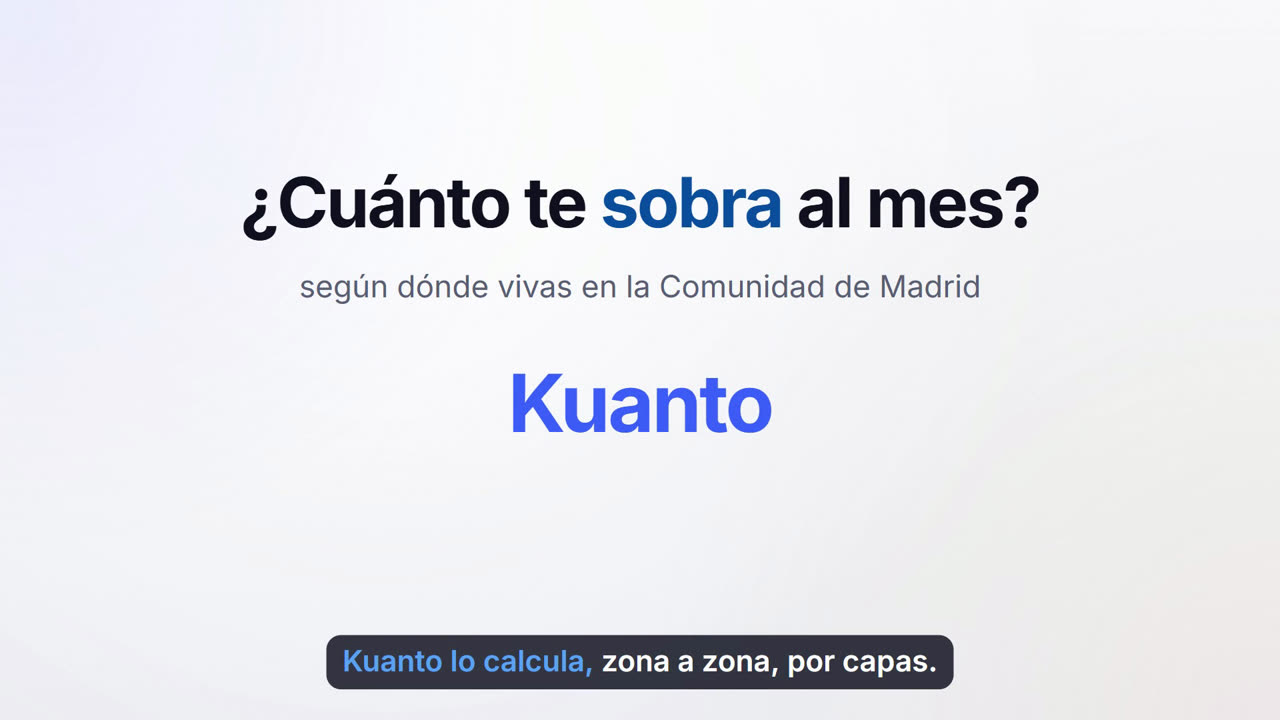 ¿Cuánto te sobra al mes?
según dónde vivas en la Comunidad de Madrid
Kuanto
Kuanto lo calcula, zona a zona, por capas.